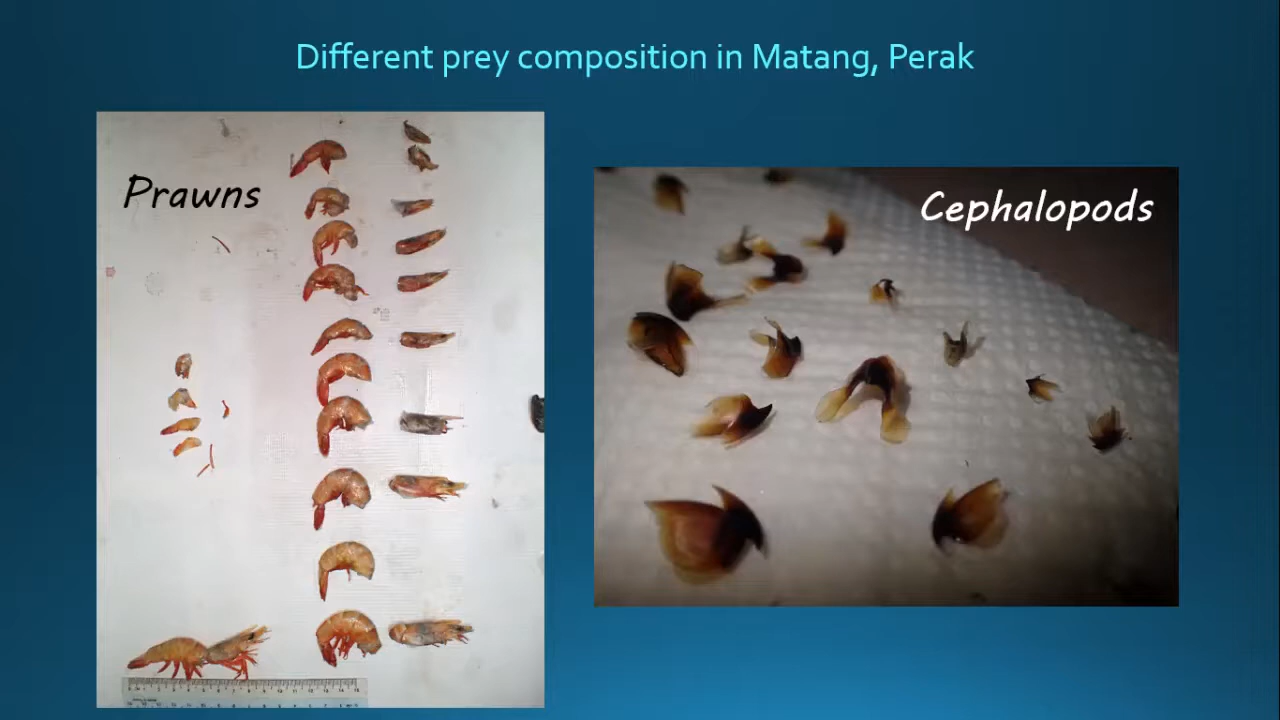 Different prey composition in Matang, Perak
Prawns
Cephalopods